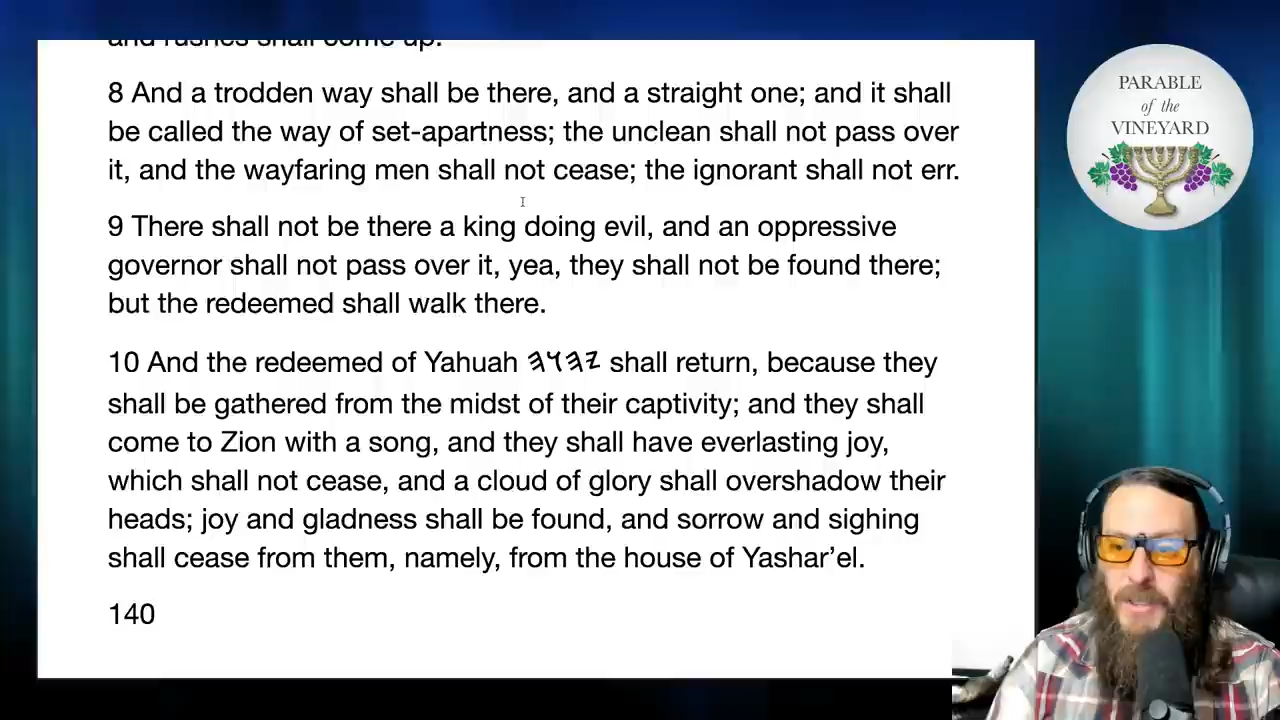 and rushes shall come up.
8 And a trodden way shall be there, and a straight one; and it shall
be called the way of set-apartness; the unclean shall not pass over
it, and the wayfaring men shall not cease; the ignorant shall not err.
9 There shall not be there a king doing evil, and an oppressive
governor shall not pass over it, yea, they shall not be found there;
but the redeemed shall walk there.
10 And the redeemed of Yahuah 𐤉𐤄𐤅𐤄 shall return, because they
shall be gathered from the midst of their captivity; and they shall
come to Zion with a song, and they shall have everlasting joy,
which shall not cease, and a cloud of glory shall overshadow their
heads; joy and gladness shall be found, and sorrow and sighing
shall cease from them, namely, from the house of Yashar’el.
140
PARABLE
of the
VINEYARD